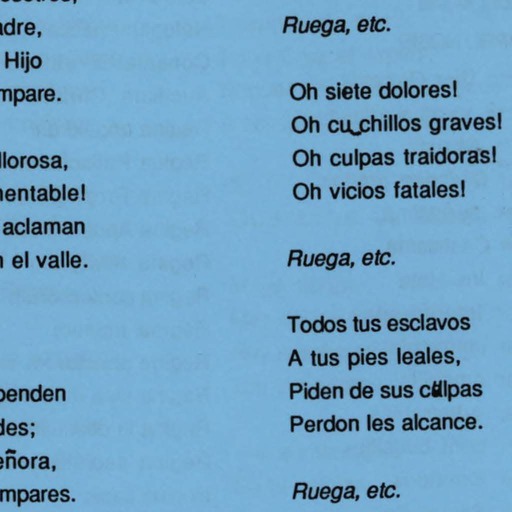 adre,
Hijo
mpare.
llorosa,
mentable!
aclaman
n el valle.
penden
des;
eñora,
mpares.
Ruega, etc.
Oh siete dolores!
Oh cuchillos graves!
Oh culpas traidoras!
Oh vicios fatales!
Ruega, etc.
Todos tus esclavos
A tus pies leales,
Piden de sus culpas
Perdon les alcance.
Ruega, etc.